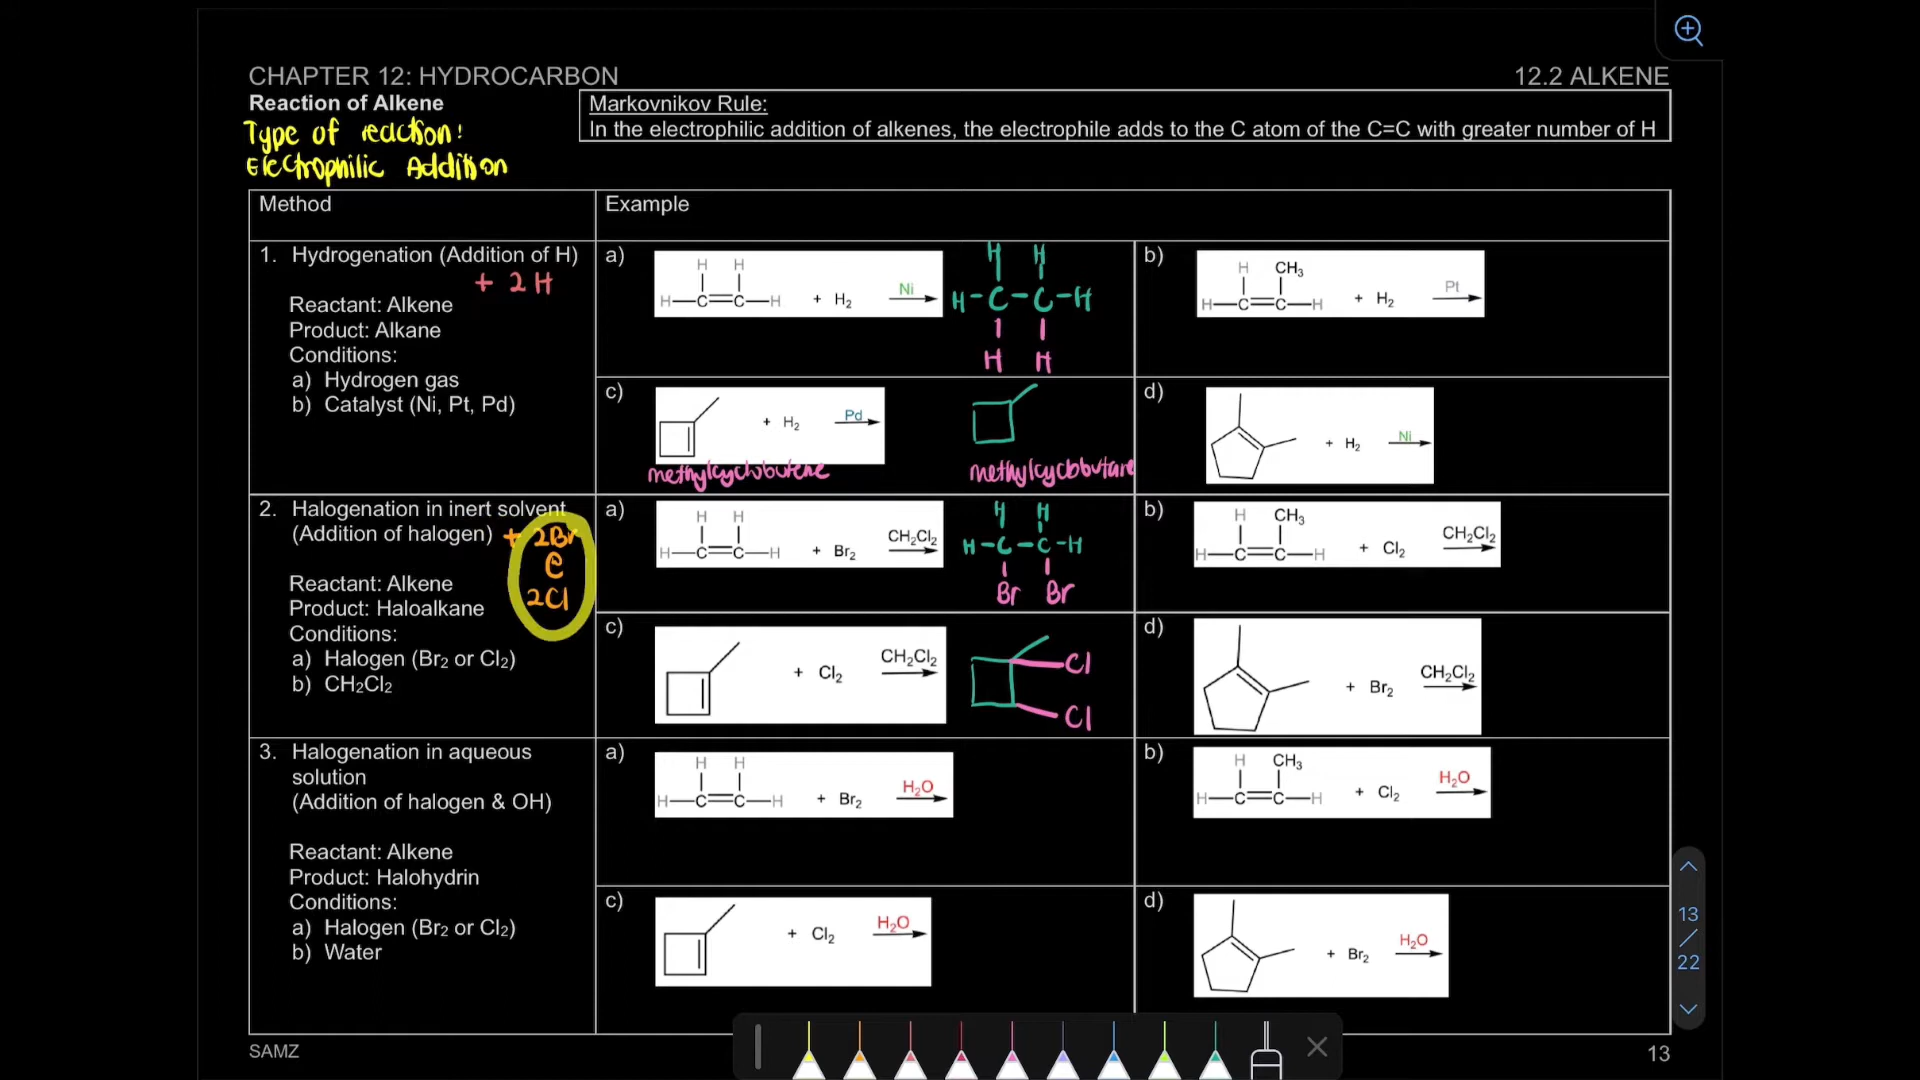 CHAPTER 12: HYDROCARBON
12.2 ALKENE
Reaction of Alkene
Type of reaction:
Electrophilic Addition
Markovnikov Rule:
In the electrophilic addition of alkenes, the electrophile adds to the C atom of the C=C with greater number of H
Method
Example
1. Hydrogenation (Addition of H)
+ 2H
Reactant: Alkene
Product: Alkane
Conditions:
a) Hydrogen gas
b) Catalyst (Ni, Pt, Pd)
a)
H H
H C C H + H₂ Ni
H H
H-C-C-H
H H
b)
H CH₃
H C C H + H₂ Pt
c)
+ H₂ Pd
methylcyclobutene
methylcyclobutane
d)
+ H₂ Ni
2. Halogenation in inert solvent
(Addition of halogen) + 2Br
@
2Cl
Reactant: Alkene
Product: Haloalkane
Conditions:
a) Halogen (Br₂ or Cl₂)
b) CH₂Cl₂
a)
H H
H C C H + Br₂ CH₂Cl₂
H H
H-C-C-H
Br Br
b)
H CH₃
H C C H + Cl₂ CH₂Cl₂
c)
+ Cl₂ CH₂Cl₂
Cl
Cl
d)
+ Br₂ CH₂Cl₂
3. Halogenation in aqueous
solution
(Addition of halogen & OH)
Reactant: Alkene
Product: Halohydrin
Conditions:
a) Halogen (Br₂ or Cl₂)
b) Water
a)
H H
H C C H + Br₂ H₂O
b)
H CH₃
H C C H + Cl₂ H₂O
c)
+ Cl₂ H₂O
d)
+ Br₂ H₂O
13
/
22
SAMZ
13